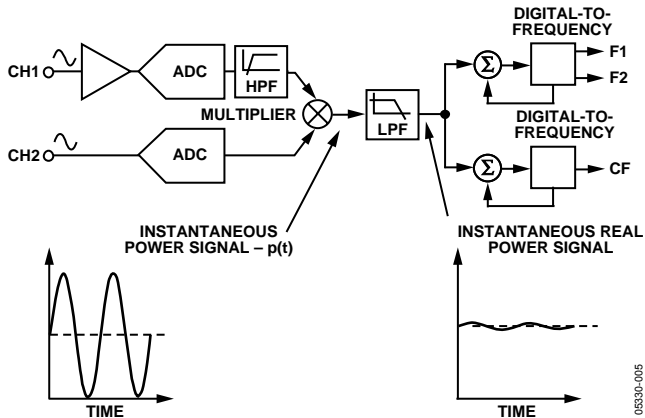 DIGITAL-TO-
FREQUENCY
CH1
ADC
HPF
F1
F2
Σ
MULTIPLIER
LPF
DIGITAL-TO-
FREQUENCY
CH2
ADC
Σ
CF
INSTANTANEOUS
POWER SIGNAL – p(t)
INSTANTANEOUS REAL
POWER SIGNAL
TIME
TIME
05330-005